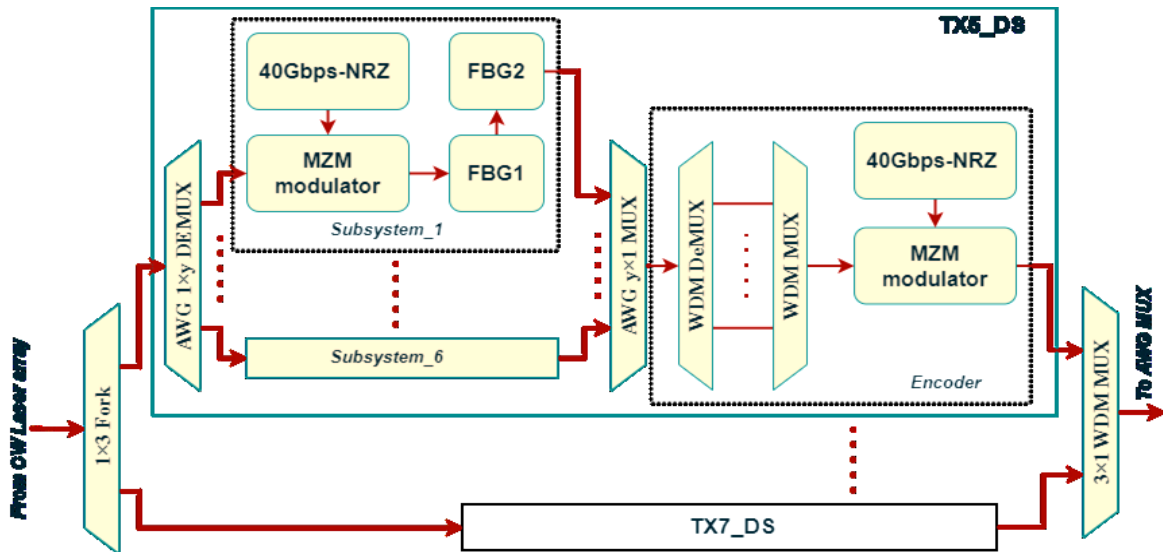 TX5_DS
40Gbps-NRZ
FBG2
MZM
modulator
FBG1
Subsystem_1
AWG 1×y DEMUX
AWG y×1 MUX
WDM DeMUX
WDM MUX
40Gbps-NRZ
MZM
modulator
Encoder
Subsystem_6
From CW Laser array
1×3 Fork
3×1 WDM MUX
To AWG MUX
TX7_DS